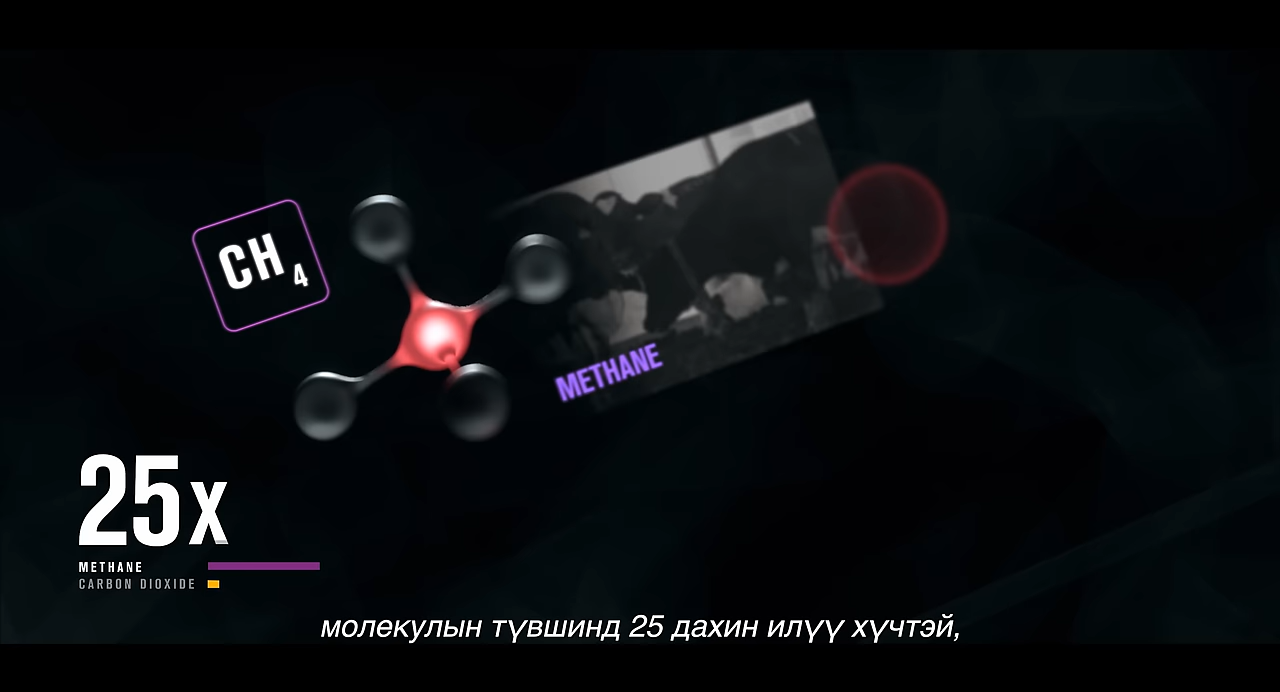 CH4
METHANE
25x
METHANE
CARBON DIOXIDE
молекулын түвшинд 25 дахин илүү хүчтэй,